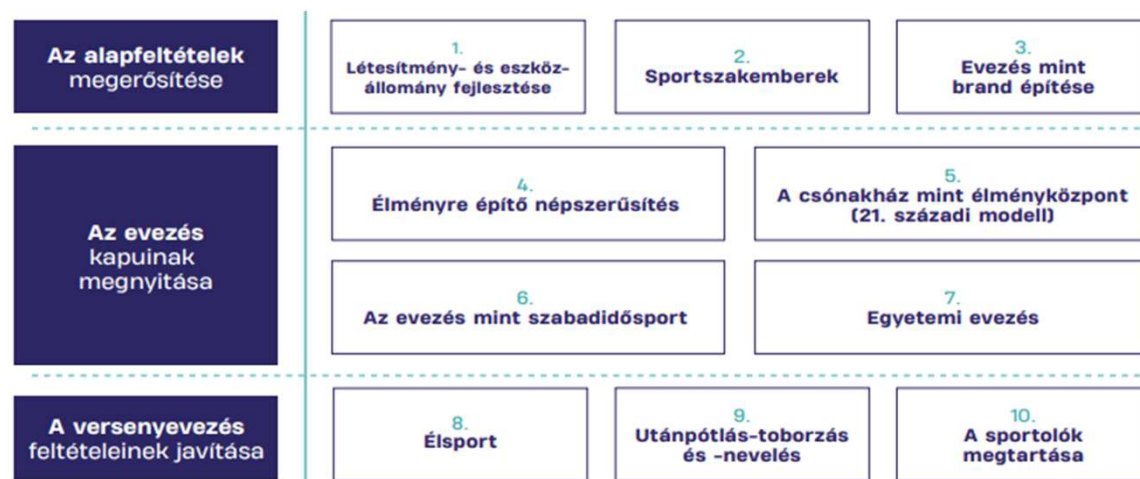 Az alapfeltételek
megerősítése
1.
Létesítmény- és eszköz-
állomány fejlesztése
2.
Sportszakemberek
3.
Evezés mint
brand építése
Az evezés
kapuinak
megnyitása
4.
Élményre építő népszerűsítés
5.
A csónakház mint élményközpont
(21. századi modell)
6.
Az evezés mint szabadidősport
7.
Egyetemi evezés
A versenyevezés
feltételeinek javítása
8.
Élsport
9.
Utánpótlás-toborzás
és -nevelés
10.
A sportolók
megtartása